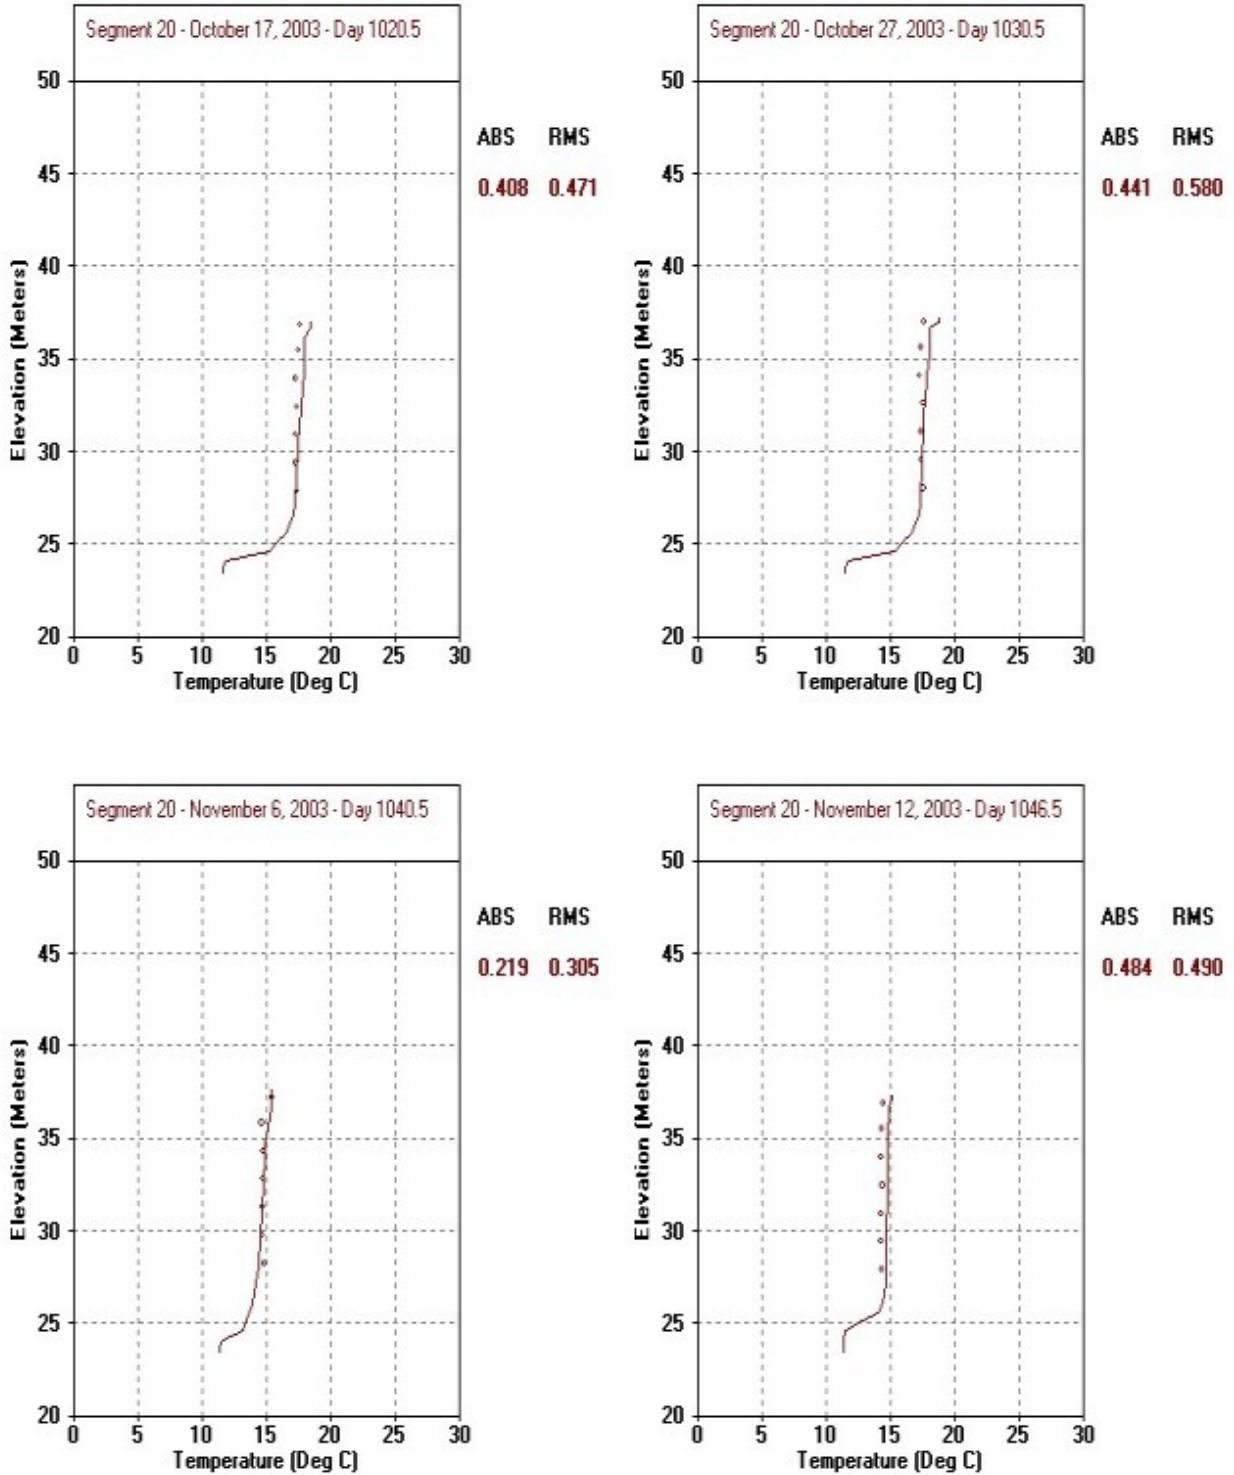 Segment 20 - October 17, 2003 - Day 1020.5
50
45
40
35
30
25
20
Elevation (Meters)
0 5 10 15 20 25 30
Temperature (Deg C)
ABS RMS
0.408 0.471
Segment 20 - October 27, 2003 - Day 1030.5
50
45
40
35
30
25
20
Elevation (Meters)
0 5 10 15 20 25 30
Temperature (Deg C)
ABS RMS
0.441 0.580
Segment 20 - November 6, 2003 - Day 1040.5
50
45
40
35
30
25
20
Elevation (Meters)
0 5 10 15 20 25 30
Temperature (Deg C)
ABS RMS
0.219 0.305
Segment 20 - November 12, 2003 - Day 1046.5
50
45
40
35
30
25
20
Elevation (Meters)
0 5 10 15 20 25 30
Temperature (Deg C)
ABS RMS
0.484 0.490